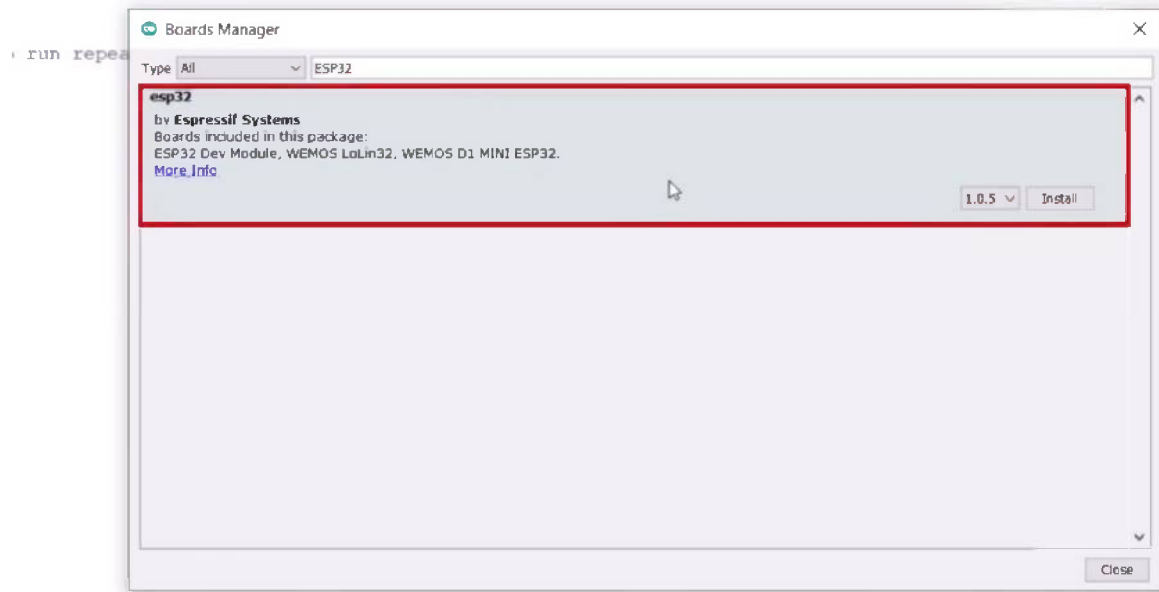 Boards Manager
run repea
Type All ESP32
esp32
by Espressif Systems
Boards included in this package:
ESP32 Dev Module, WEMOS LoLin32, WEMOS D1 MINI ESP32.
More Info
1.0.5 Install
Close